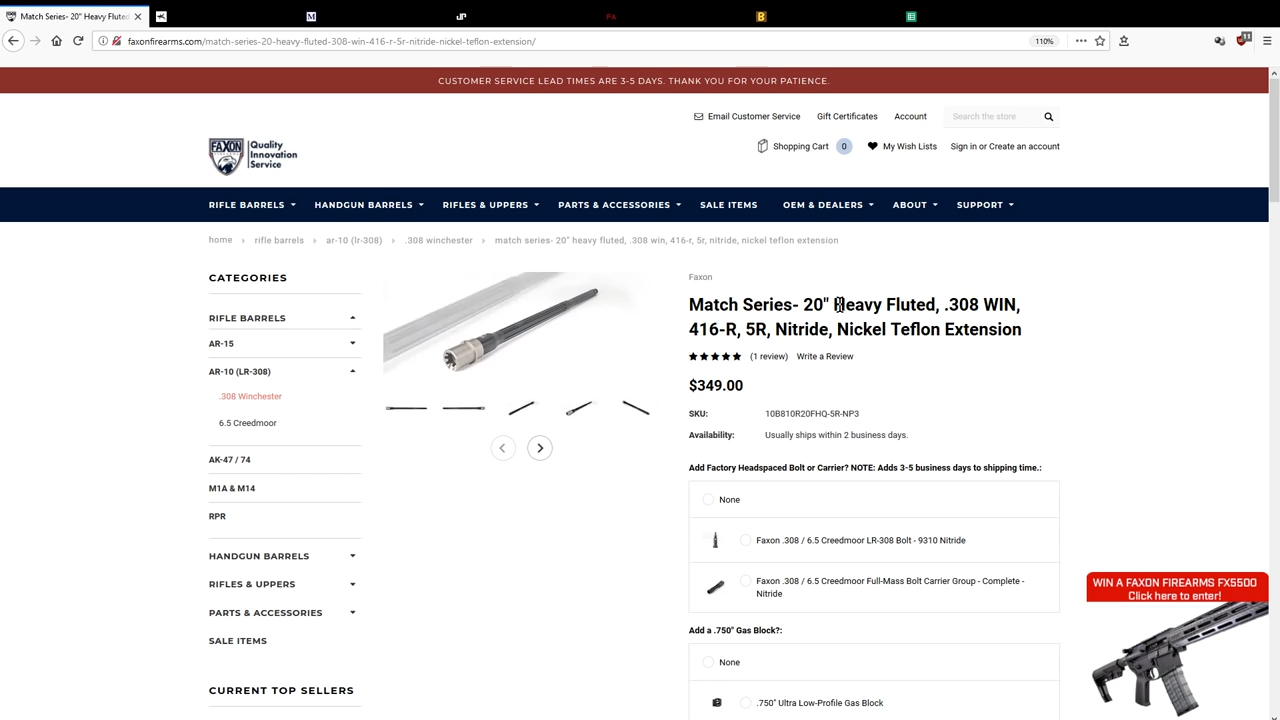 Match Series- 20" Heavy Fluted
M
JP
FA
B
faxonfirearms.com/match-series-20-heavy-fluted-308-win-416-r-5r-nitride-nickel-teflon-extension/
110%
11
CUSTOMER SERVICE LEAD TIMES ARE 3-5 DAYS. THANK YOU FOR YOUR PATIENCE.
Email Customer Service
Gift Certificates
Account
Search the store
FAXON
Quality
Innovation
Service
Shopping Cart 0
My Wish Lists
Sign in or Create an account
RIFLE BARRELS
HANDGUN BARRELS
RIFLES & UPPERS
PARTS & ACCESSORIES
SALE ITEMS
OEM & DEALERS
ABOUT
SUPPORT
home › rifle barrels › ar-10 (lr-308) › .308 winchester › match series- 20" heavy fluted, .308 win, 416-r, 5r, nitride, nickel teflon extension
CATEGORIES
RIFLE BARRELS
AR-15
AR-10 (LR-308)
.308 Winchester
6.5 Creedmoor
AK-47 / 74
M1A & M14
RPR
HANDGUN BARRELS
RIFLES & UPPERS
PARTS & ACCESSORIES
SALE ITEMS
CURRENT TOP SELLERS
Faxon
Match Series- 20" Heavy Fluted, .308 WIN,
416-R, 5R, Nitride, Nickel Teflon Extension
(1 review) Write a Review
$349.00
SKU: 10B810R20FHQ-5R-NP3
Availability: Usually ships within 2 business days.
Add Factory Headspaced Bolt or Carrier? NOTE: Adds 3-5 business days to shipping time.:
None
Faxon .308 / 6.5 Creedmoor LR-308 Bolt - 9310 Nitride
Faxon .308 / 6.5 Creedmoor Full-Mass Bolt Carrier Group - Complete -
Nitride
Add a .750" Gas Block?:
None
.750" Ultra Low-Profile Gas Block
WIN A FAXON FIREARMS FX5500
Click here to enter!